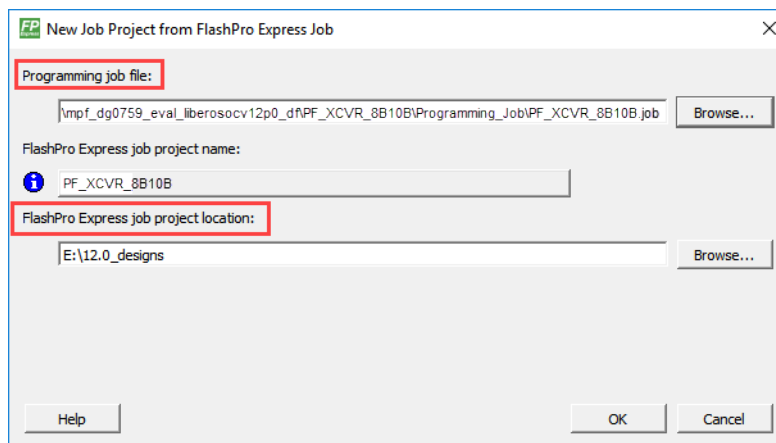 FP
Express
New Job Project from FlashPro Express Job
Programming job file:
\mpf_dg0759_eval_liberosocv12p0_df\PF_XCVR_8B10B\Programming_Job\PF_XCVR_8B10B.job
Browse...
FlashPro Express job project name:
PF_XCVR_8B10B
FlashPro Express job project location:
E:\12.0_designs
Browse...
Help
OK
Cancel